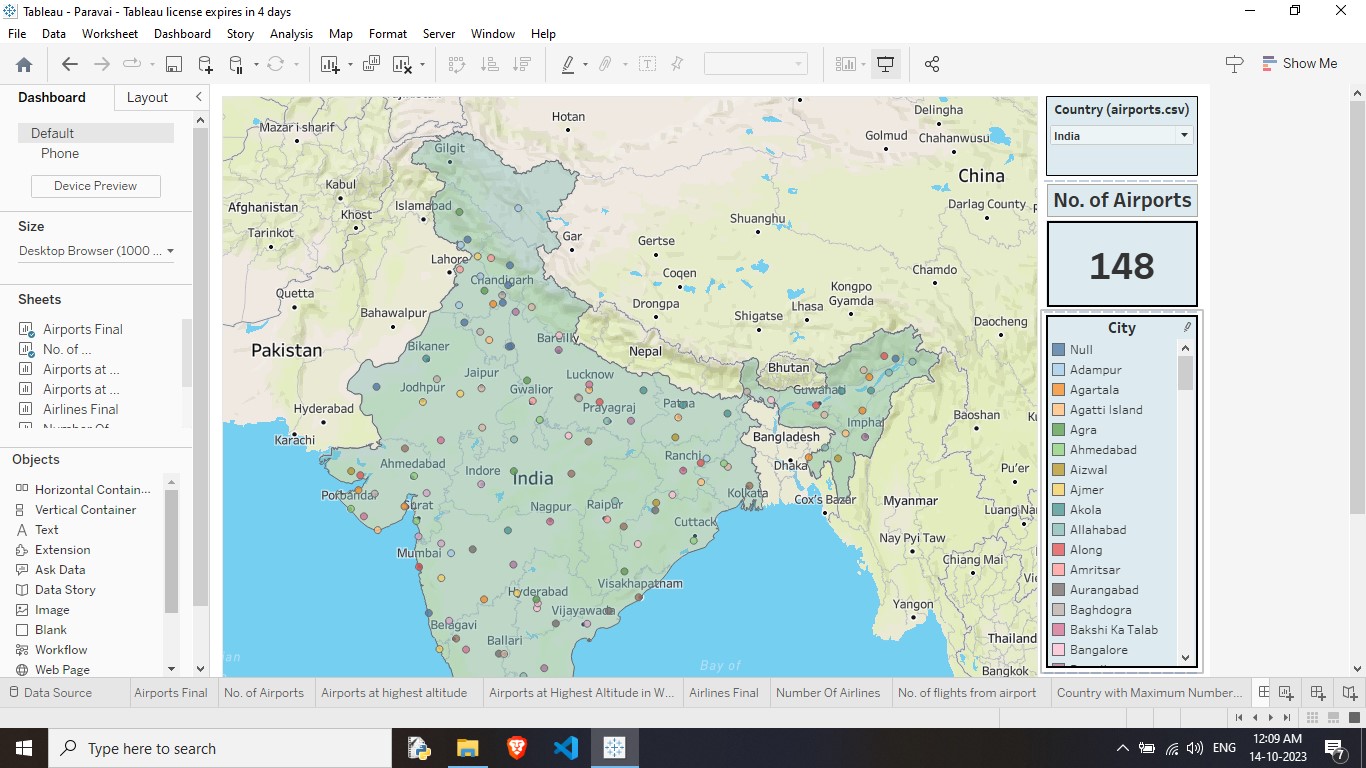 Tableau - Paravai - Tableau license expires in 4 days
File Data Worksheet Dashboard Story Analysis Map Format Server Window Help
Show Me
Dashboard Layout
Default
Phone
Device Preview
Size
Desktop Browser (1000 ...
Sheets
Airports Final
No. of ...
Airports at ...
Airports at ...
Airlines Final
Objects
Horizontal Contain...
Vertical Container
Text
Extension
Ask Data
Data Story
Image
Blank
Workflow
Web Page
Mazar i sharif
Hotan
Delingha
Golmud
Chahanwusu
Gilgit
China
Kabul
Afghanistan
Islamabad
Khost
Darlag County
Tarinkot
Shuanghu
Gar
Gertse
Lahore
Coqen
Chamdo
Chandigarh
Quetta
Kongpo
Gyamda
Drongpa
Lhasa
Bahawalpur
Shigatse
Daocheng
Bareilly
Bikaner
Pakistan
Nepal
Bhutan
Jaipur
Lucknow
Jodhpur
Gwalior
Guwahati
Hyderabad
Prayagraj
Patna
Baoshan
Imphal
Karachi
Bangladesh
Ranchi
Ahmedabad
Indore
Dhaka
Pu'er
India
Porbandar
Kolkata
Cox's Bazar
Myanmar
Surat
Nagpur
Raipur
Luang Na
Cuttack
Nay Pyi Taw
Mumbai
Chiang Mai
Visakhapatnam
Hyderabad
Yangon
Vijayawada
Belagavi
Thailand
Ballari
Bay of
Bangkok
Country (airports.csv)
India
No. of Airports
148
City
Null
Adampur
Agartala
Agatti Island
Agra
Ahmedabad
Aizwal
Ajmer
Akola
Allahabad
Along
Amritsar
Aurangabad
Baghdogra
Bakshi Ka Talab
Bangalore
Data Source Airports Final No. of Airports Airports at highest altitude Airports at Highest Altitude in W... Airlines Final Number Of Airlines No. of flights from airport Country with Maximum Number...
Type here to search
ENG
12:09 AM
14-10-2023
7